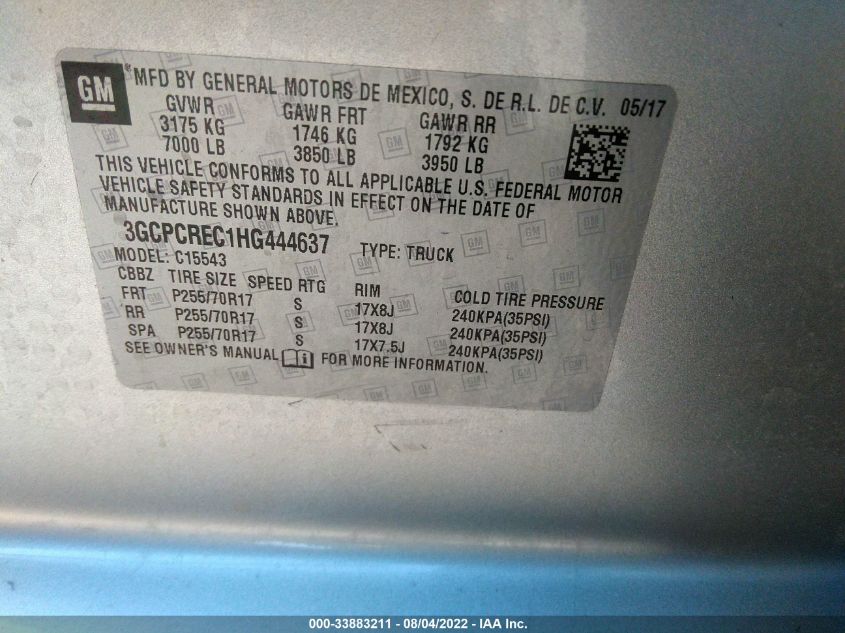 GM ® MFD BY GENERAL MOTORS DE MEXICO, S. DE R.L. DE C.V. 05/17
GVWR GAWR FRT GAWR RR
3175 KG 1746 KG 1792 KG
7000 LB 3850 LB 3950 LB
THIS VEHICLE CONFORMS TO ALL APPLICABLE U.S. FEDERAL MOTOR
VEHICLE SAFETY STANDARDS IN EFFECT ON THE DATE OF
MANUFACTURE SHOWN ABOVE.
3GCPCREC1HG444637 TYPE: TRUCK
MODEL: C15543
CBBZ TIRE SIZE SPEED RTG RIM COLD TIRE PRESSURE
FRT P255/70R17 S 17X8J 240KPA(35PSI)
RR P255/70R17 S 17X8J 240KPA(35PSI)
SPA P255/70R17 S 17X7.5J 240KPA(35PSI)
SEE OWNER'S MANUAL FOR MORE INFORMATION.
000-33883211 - 08/04/2022 - IAA Inc.